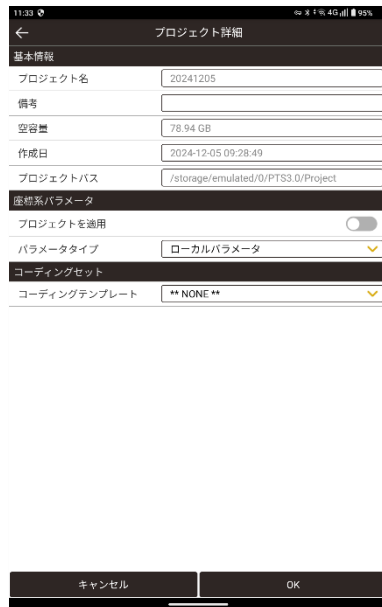 11:33 4G 95%
プロジェクト詳細
基本情報
プロジェクト名 20241205
備考
空容量 78.94 GB
作成日 2024-12-05 09:28:49
プロジェクトパス /storage/emulated/0/PTS3.0/Project
座標系パラメータ
プロジェクトを適用
パラメータタイプ ローカルパラメータ
コーディングセット
コーディングテンプレート ** NONE **
キャンセル OK